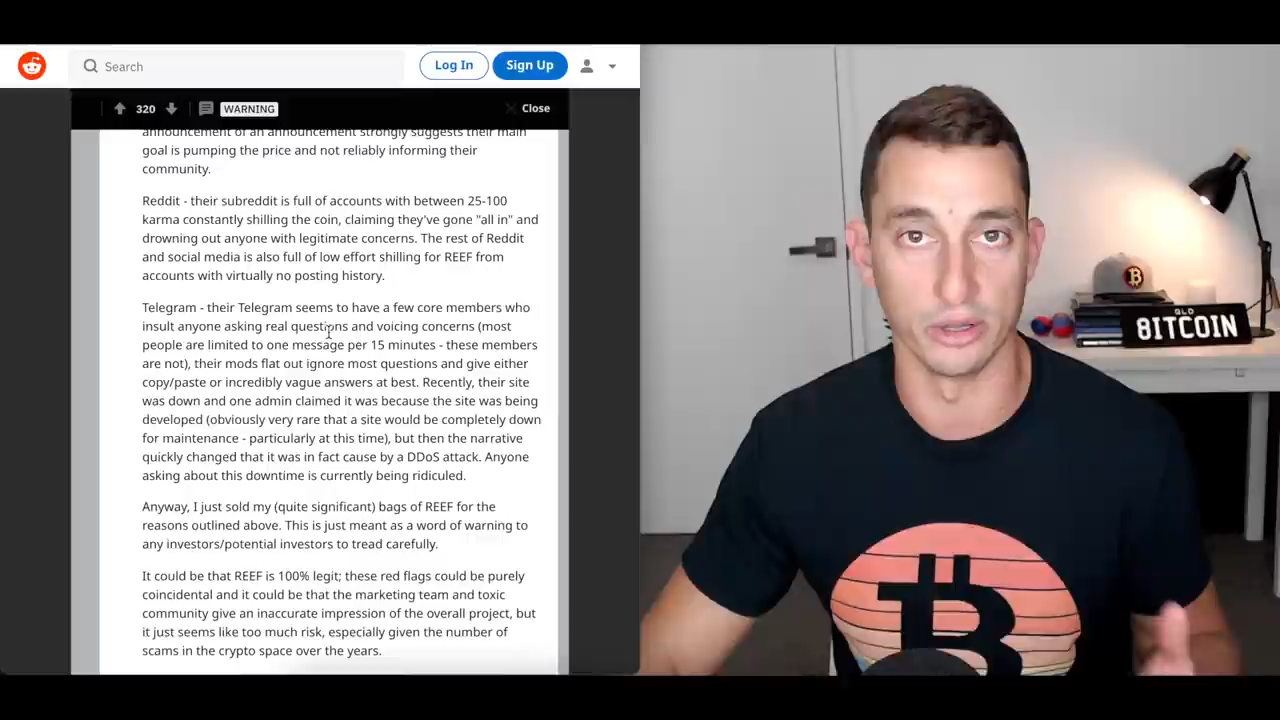 Search
Log In
Sign Up
320
WARNING
Close
announcement of an announcement strongly suggests their main
goal is pumping the price and not reliably informing their
community.
Reddit - their subreddit is full of accounts with between 25-100
karma constantly shilling the coin, claiming they've gone "all in" and
drowning out anyone with legitimate concerns. The rest of Reddit
and social media is also full of low effort shilling for REEF from
accounts with virtually no posting history.
Telegram - their Telegram seems to have a few core members who
insult anyone asking real questions and voicing concerns (most
people are limited to one message per 15 minutes - these members
are not), their mods flat out ignore most questions and give either
copy/paste or incredibly vague answers at best. Recently, their site
was down and one admin claimed it was because the site was being
developed (obviously very rare that a site would be completely down
for maintenance - particularly at this time), but then the narrative
quickly changed that it was in fact cause by a DDoS attack. Anyone
asking about this downtime is currently being ridiculed.
Anyway, I just sold my (quite significant) bags of REEF for the
reasons outlined above. This is just meant as a word of warning to
any investors/potential investors to tread carefully.
It could be that REEF is 100% legit; these red flags could be purely
coincidental and it could be that the marketing team and toxic
community give an inaccurate impression of the overall project, but
it just seems like too much risk, especially given the number of
scams in the crypto space over the years.
QLD
8ITCOIN